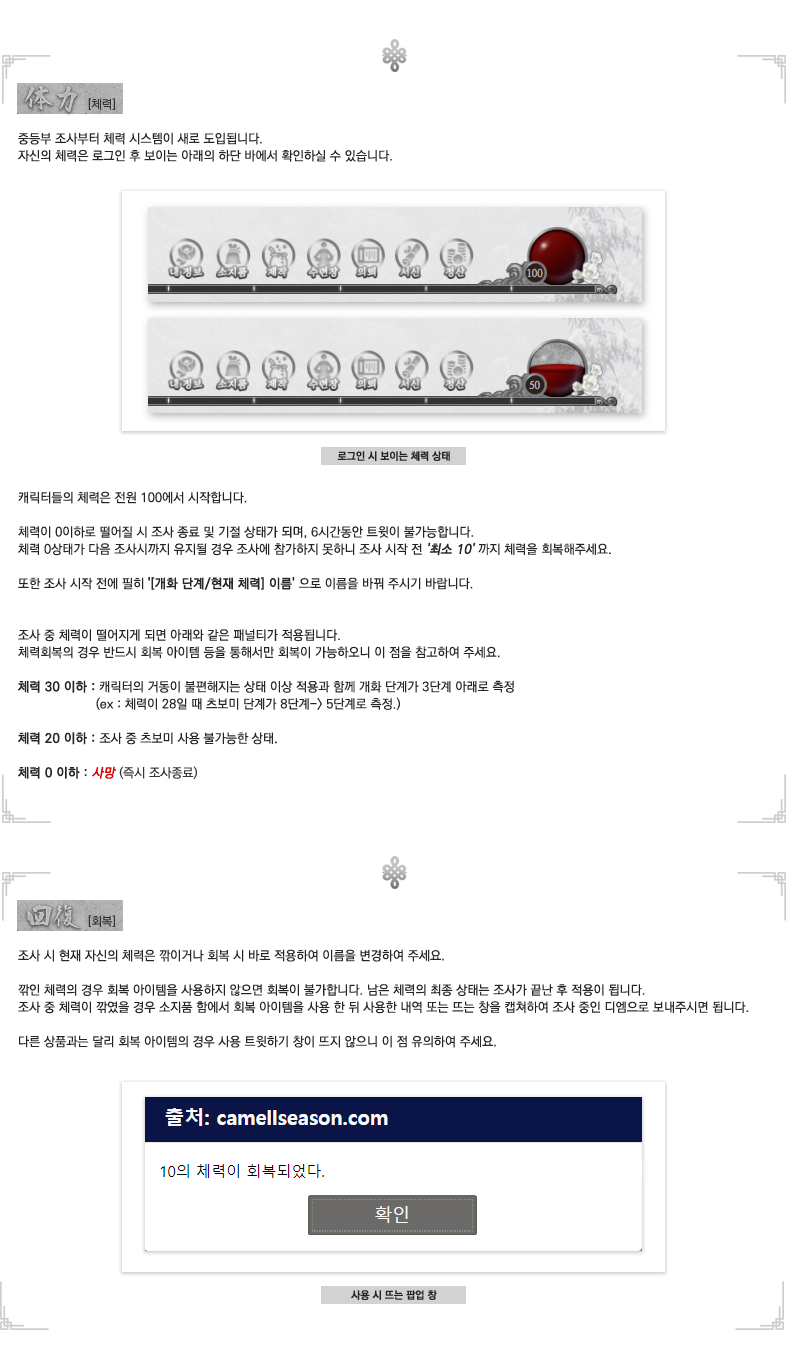 体力 [체력]
중등부 조사부터 체력 시스템이 새로 도입됩니다.
자신의 체력은 로그인 후 보이는 아래의 하단 바에서 확인하실 수 있습니다.
내정보 소지품 제작 수련장 의뢰 서신 정산
100
내정보 소지품 제작 수련장 의뢰 서신 정산
50
로그인 시 보이는 체력 상태
캐릭터들의 체력은 전원 100에서 시작합니다.
체력이 0이하로 떨어질 시 조사 종료 및 기절 상태가 되며, 6시간동안 트윗이 불가능합니다.
체력 0상태가 다음 조사시까지 유지될 경우 조사에 참가하지 못하니 조사 시작 전 '최소 10' 까지 체력을 회복해주세요.
또한 조사 시작 전에 필히 '[개화 단계/현재 체력] 이름' 으로 이름을 바꿔 주시기 바랍니다.
조사 중 체력이 떨어지게 되면 아래와 같은 패널티가 적용됩니다.
체력회복의 경우 반드시 회복 아이템 등을 통해서만 회복이 가능하오니 이 점을 참고하여 주세요.
체력 30 이하 : 캐릭터의 거동이 불편해지는 상태 이상 적용과 함께 개화 단계가 3단계 아래로 측정
(ex : 체력이 28일 때 츠보미 단계가 8단계-> 5단계로 측정.)
체력 20 이하 : 조사 중 츠보미 사용 불가능한 상태.
체력 0 이하 : 사망 (즉시 조사종료)
回復 [회복]
조사 시 현재 자신의 체력은 깎이거나 회복 시 바로 적용하여 이름을 변경하여 주세요.
깎인 체력의 경우 회복 아이템을 사용하지 않으면 회복이 불가합니다. 남은 체력의 최종 상태는 조사가 끝난 후 적용이 됩니다.
조사 중 체력이 깎였을 경우 소지품 함에서 회복 아이템을 사용 한 뒤 사용한 내역 또는 뜨는 창을 캡쳐하여 조사 중인 디엠으로 보내주시면 됩니다.
다른 상품과는 달리 회복 아이템의 경우 사용 트윗하기 창이 뜨지 않으니 이 점 유의하여 주세요.
출처: camellseason.com
10의 체력이 회복되었다.
확인
사용 시 뜨는 팝업 창